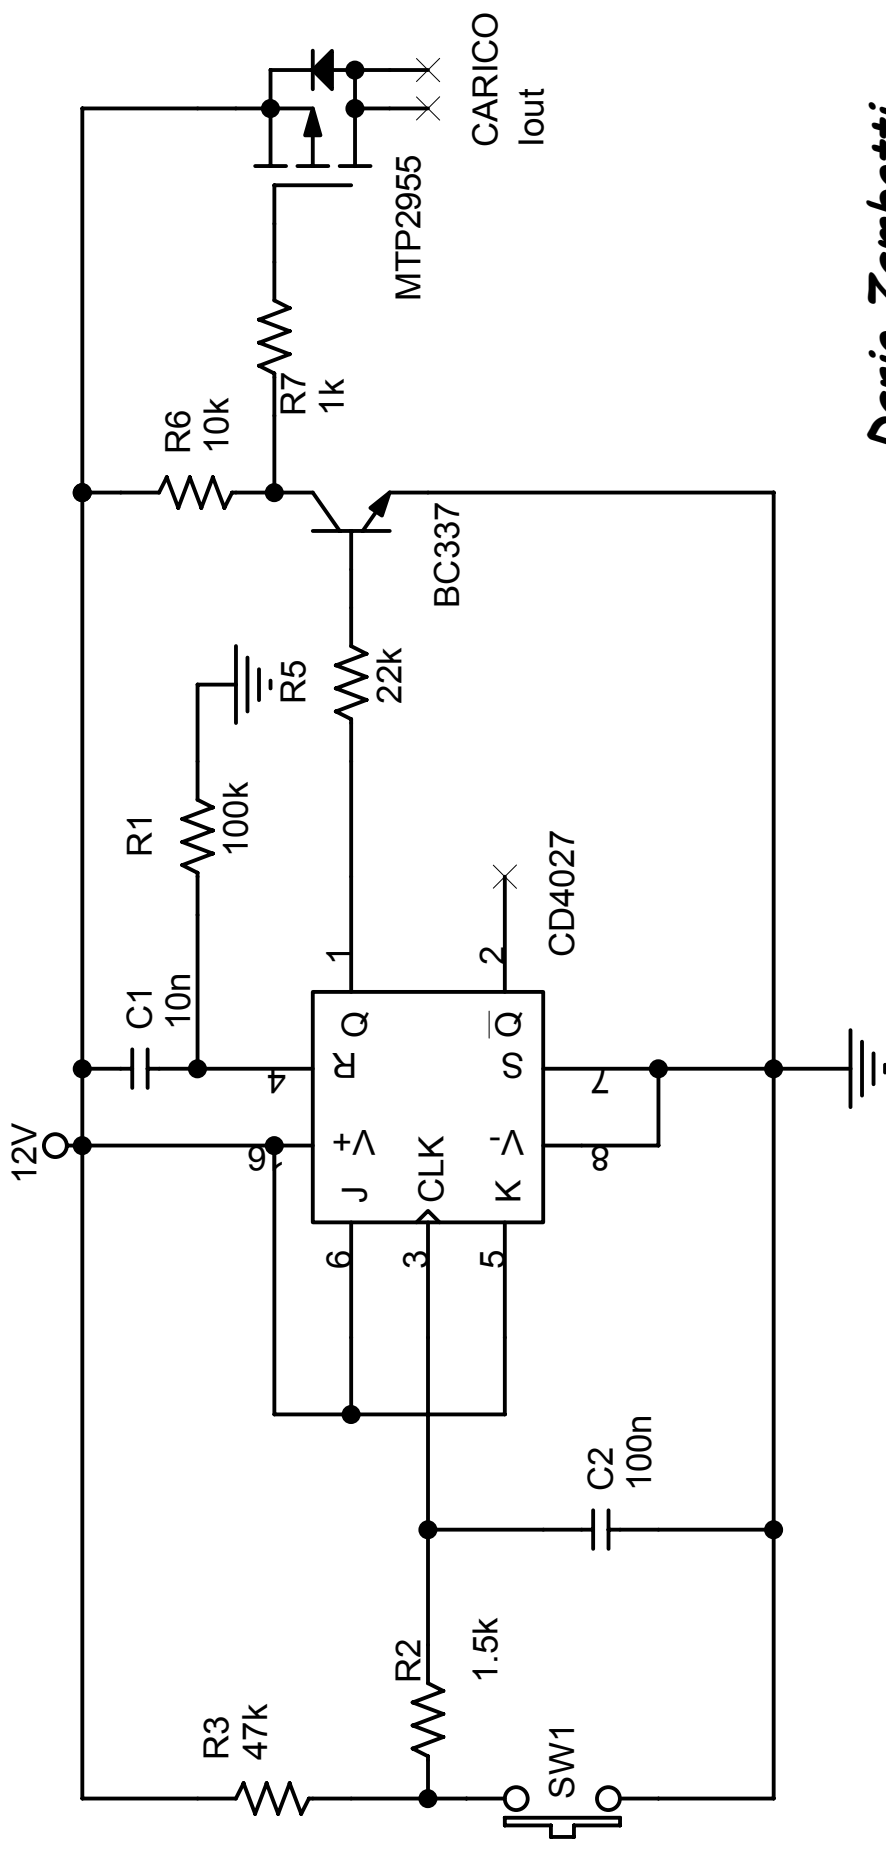 12V
R3
47k
R2
1.5k
SW1
C2
100n
6
3
5
16
4
8
7
1
2
J
CLK
K
V+
V-
R
S
Q
Q
CD4027
C1
10n
R1
100k
R5
22k
BC337
R6
10k
R7
1k
MTP2955
CARICO
Iout